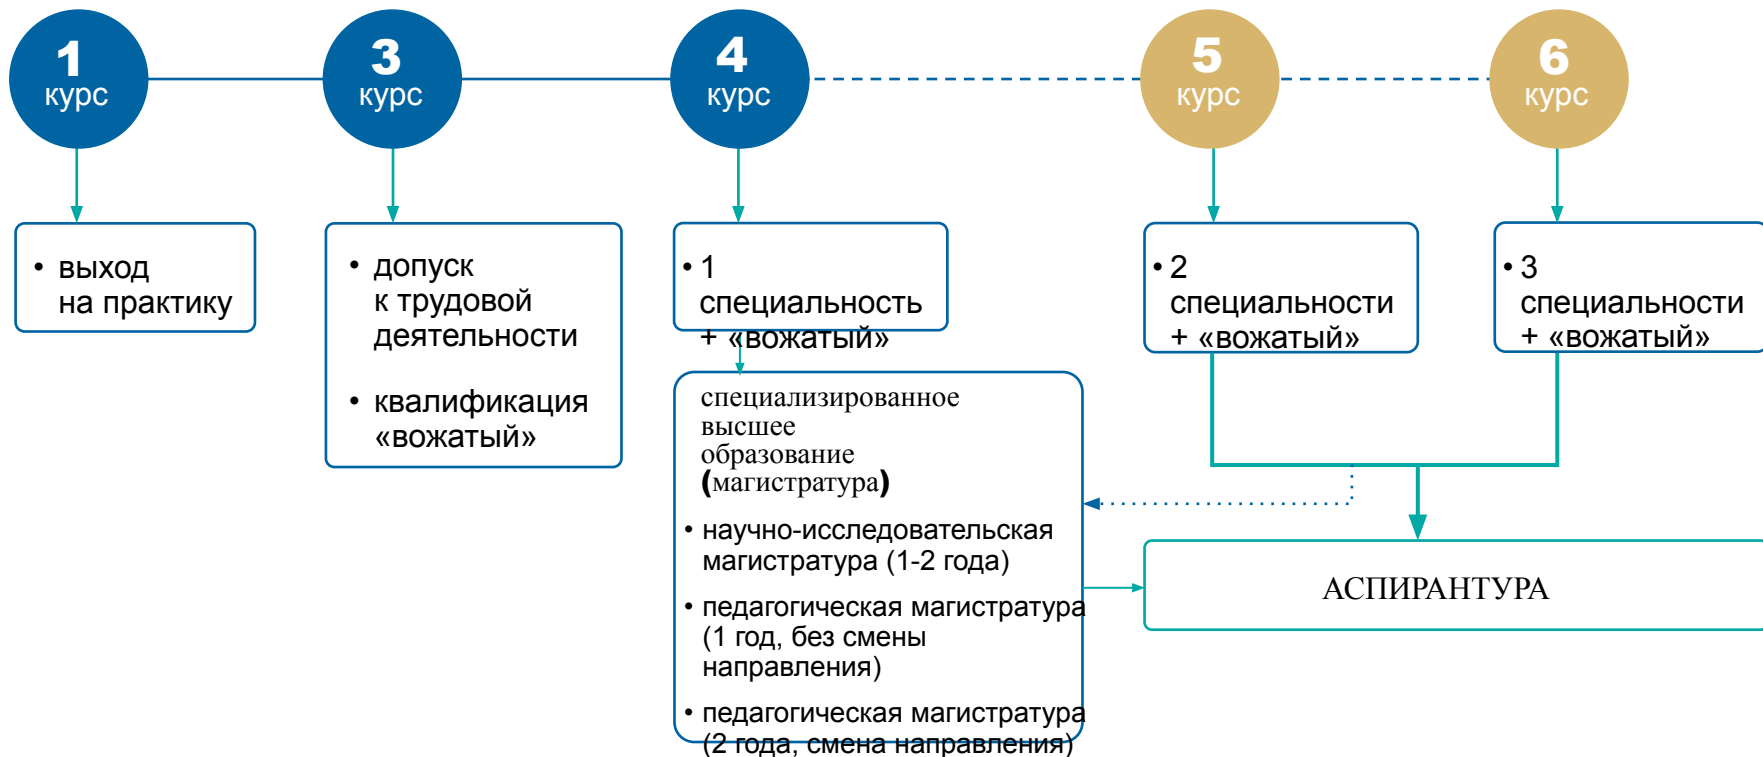 1
курс
3
курс
4
курс
5
курс
6
курс
• выход
на практику
• допуск
к трудовой
деятельности
• квалификация
«вожатый»
• 1
специальность
+ «вожатый»
• 2
специальности
+ «вожатый»
• 3
специальности
+ «вожатый»
специализированное
высшее
образование
(магистратура)
• научно-исследовательская
магистратура (1-2 года)
• педагогическая магистратура
(1 год, без смены
направления)
• педагогическая магистратура
(2 года, смена направления)
АСПИРАНТУРА